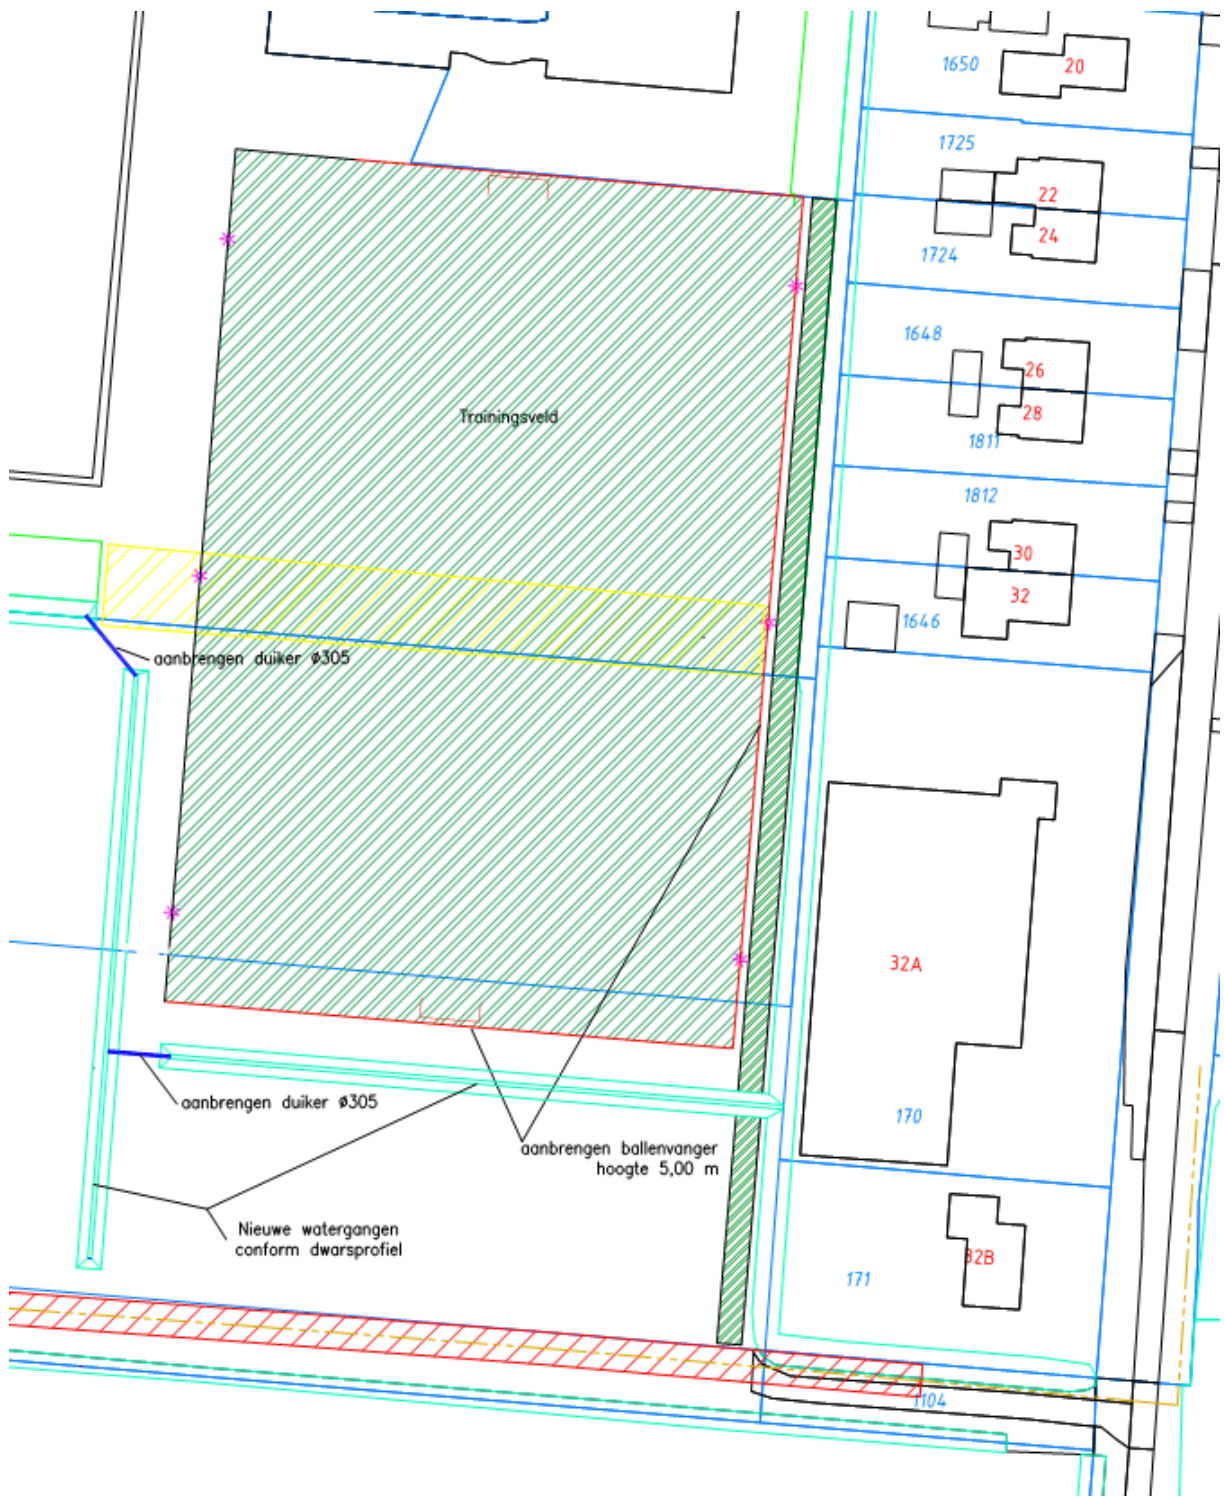 1650
20
1725
22
24
1724
1648
26
28
1811
Trainingsveld
1812
30
32
1646
aanbrengen duiker ø305
32A
170
aanbrengen duiker ø305
aanbrengen ballenvanger
hoogte 5,00 m
Nieuwe watergangen
conform dwarsprofiel
32B
171
1104